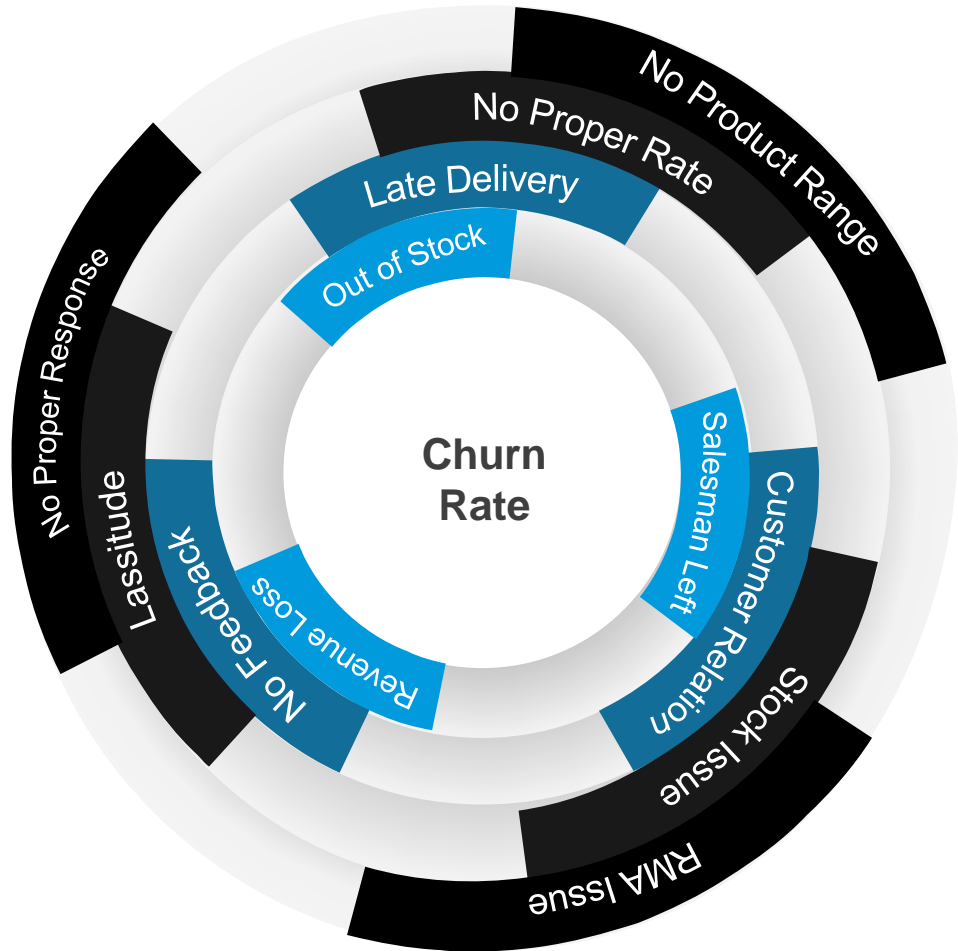 No Product Range
No Proper Rate
Late Delivery
Out of Stock
No Proper Response
Lassitude
No Feedback
Revenue Loss
Churn
Rate
Salesman Left
Customer Relation
Stock Issue
RMA Issue